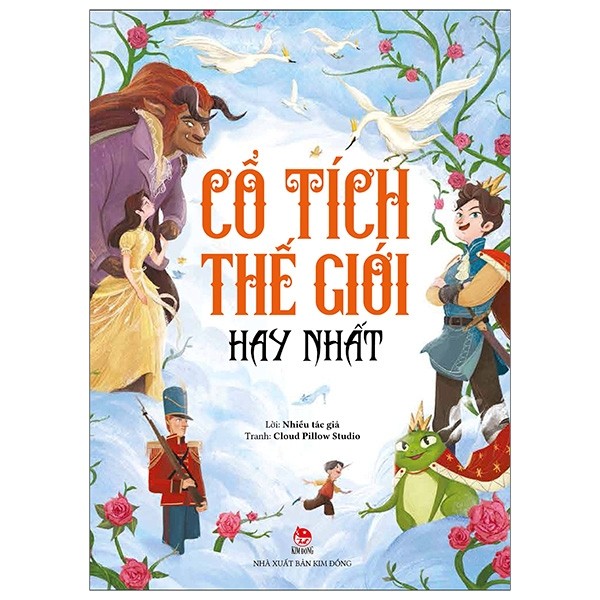 CỔ TÍCH
THẾ GIỚI
HAY NHẤT
Lời: Nhiều tác giả
Tranh: Cloud Pillow Studio
KIM ĐỒNG
NHÀ XUẤT BẢN KIM ĐỒNG